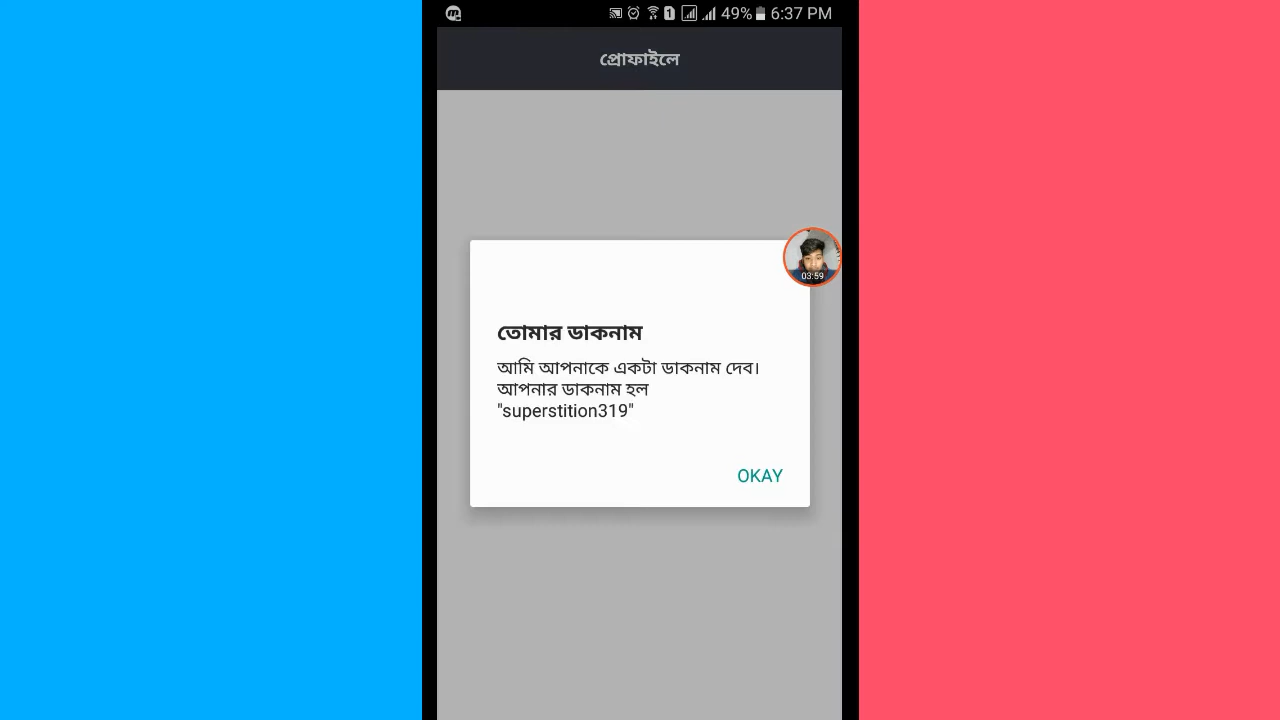 49% 6:37 PM
প্রোফাইলে
03:59
তোমার ডাকনাম
আমি আপনাকে একটা ডাকনাম দেব।
আপনার ডাকনাম হল
"superstition319"
OKAY